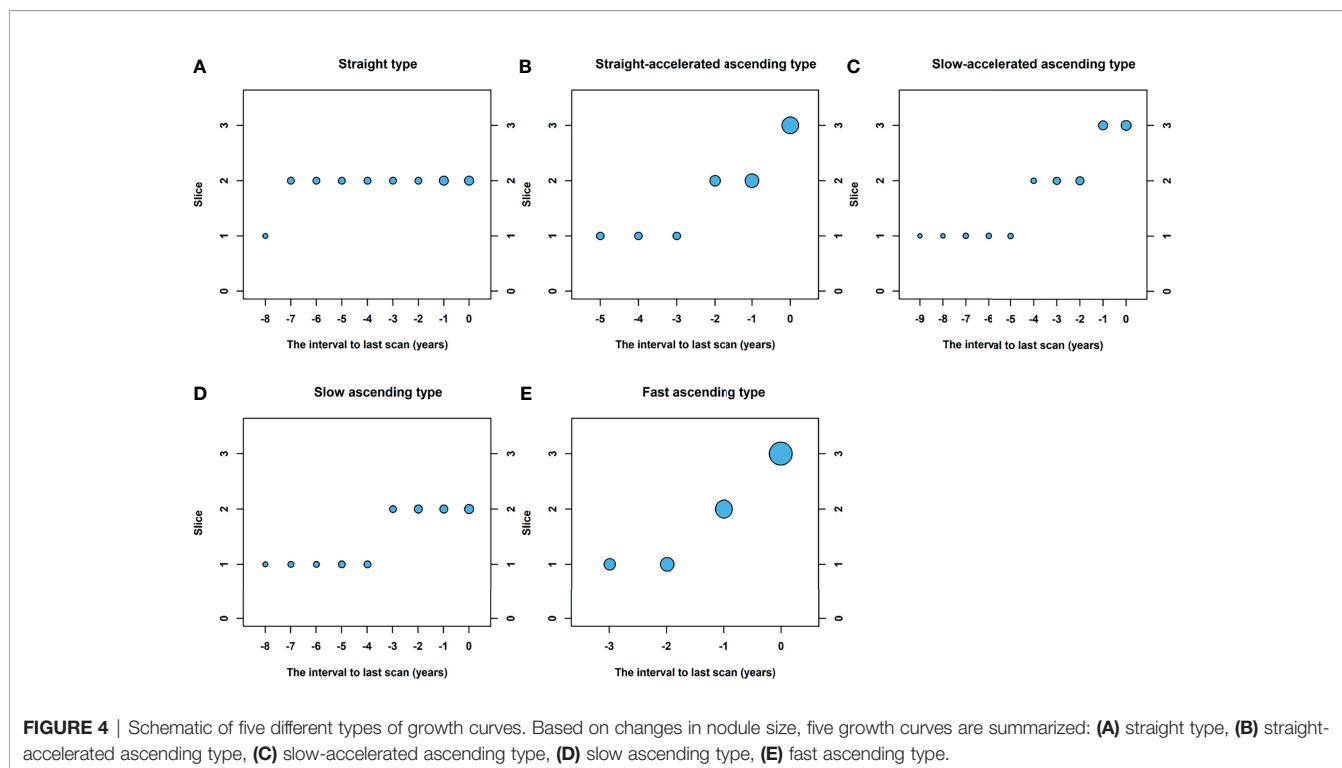 A
Straight type
3
2
1
0
Slice
3
2
1
0
-8 -7 -6 -5 -4 -3 -2 -1 0
The interval to last scan (years)
B
Straight-accelerated ascending type
3
2
1
0
Slice
3
2
1
0
-5 -4 -3 -2 -1 0
The interval to last scan (years)
C
Slow-accelerated ascending type
3
2
1
0
Slice
3
2
1
0
-9 -8 -7 -6 -5 -4 -3 -2 -1 0
The interval to last scan (years)
D
Slow ascending type
3
2
1
0
Slice
3
2
1
0
-8 -7 -6 -5 -4 -3 -2 -1 0
The interval to last scan (years)
E
Fast ascending type
3
2
1
0
Slice
3
2
1
0
-3 -2 -1 0
The interval to last scan (years)
FIGURE 4 | Schematic of five different types of growth curves. Based on changes in nodule size, five growth curves are summarized: (A) straight type, (B) straight-
accelerated ascending type, (C) slow-accelerated ascending type, (D) slow ascending type, (E) fast ascending type.